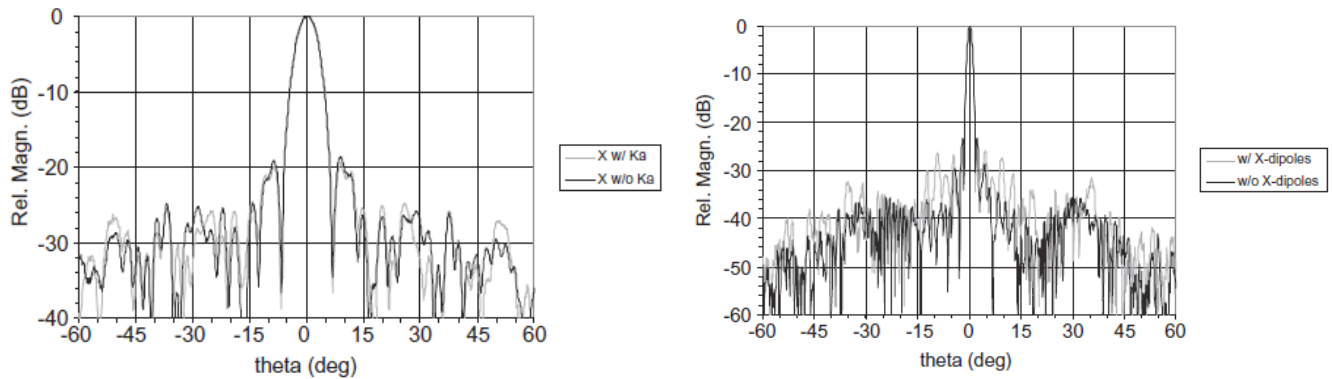 Rel. Magn. (dB)
0
-10
-20
-30
-40
-60 -45 -30 -15 0 15 30 45 60
theta (deg)
X w/ Ka
X w/o Ka
Rel. Magn. (dB)
0
-10
-20
-30
-40
-50
-60
-60 -45 -30 -15 0 15 30 45 60
theta (deg)
w/ X-dipoles
w/o X-dipoles